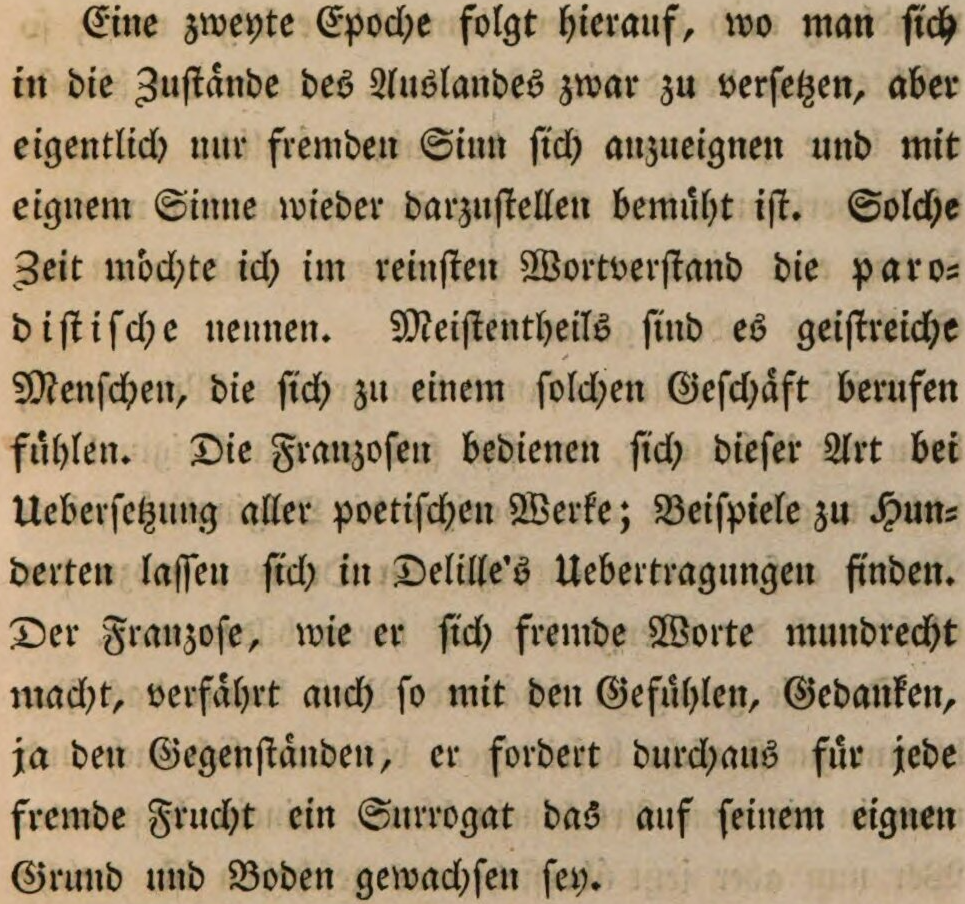 Eine zweyte Epoche folgt hierauf, wo man sich
in die Zustände des Auslandes zwar zu versetzen, aber
eigentlich nur fremden Sinn sich anzueignen und mit
eignem Sinne wieder darzustellen bemüht ist. Solche
Zeit möchte ich im reinsten Wortverstand die paro-
distische nennen. Meistentheils sind es geistreiche
Menschen, die sich zu einem solchen Geschäft berufen
fühlen. Die Franzosen bedienen sich dieser Art bei
Uebersetzung aller poetischen Werke; Beispiele zu Hun-
derten lassen sich in Delille's Uebertragungen finden.
Der Franzose, wie er sich fremde Worte mundrecht
macht, verfährt auch so mit den Gefühlen, Gedanken,
ja den Gegenständen, er fordert durchaus für jede
fremde Frucht ein Surrogat das auf seinem eignen
Grund und Boden gewachsen sey.